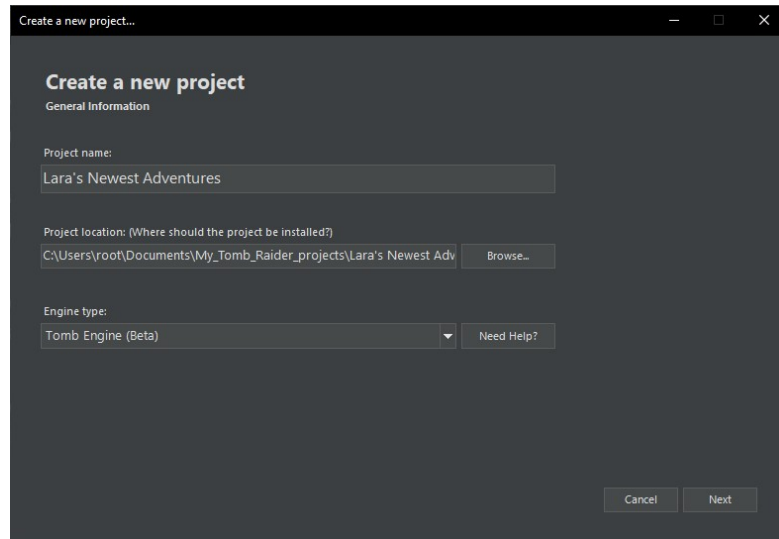 Create a new project...
Create a new project
General Information
Project name:
Lara's Newest Adventures
Project location: (Where should the project be installed?)
C:\Users\root\Documents\My_Tomb_Raider_projects\Lara's Newest Adv
Browse...
Engine type:
Tomb Engine (Beta)
Need Help?
Cancel
Next